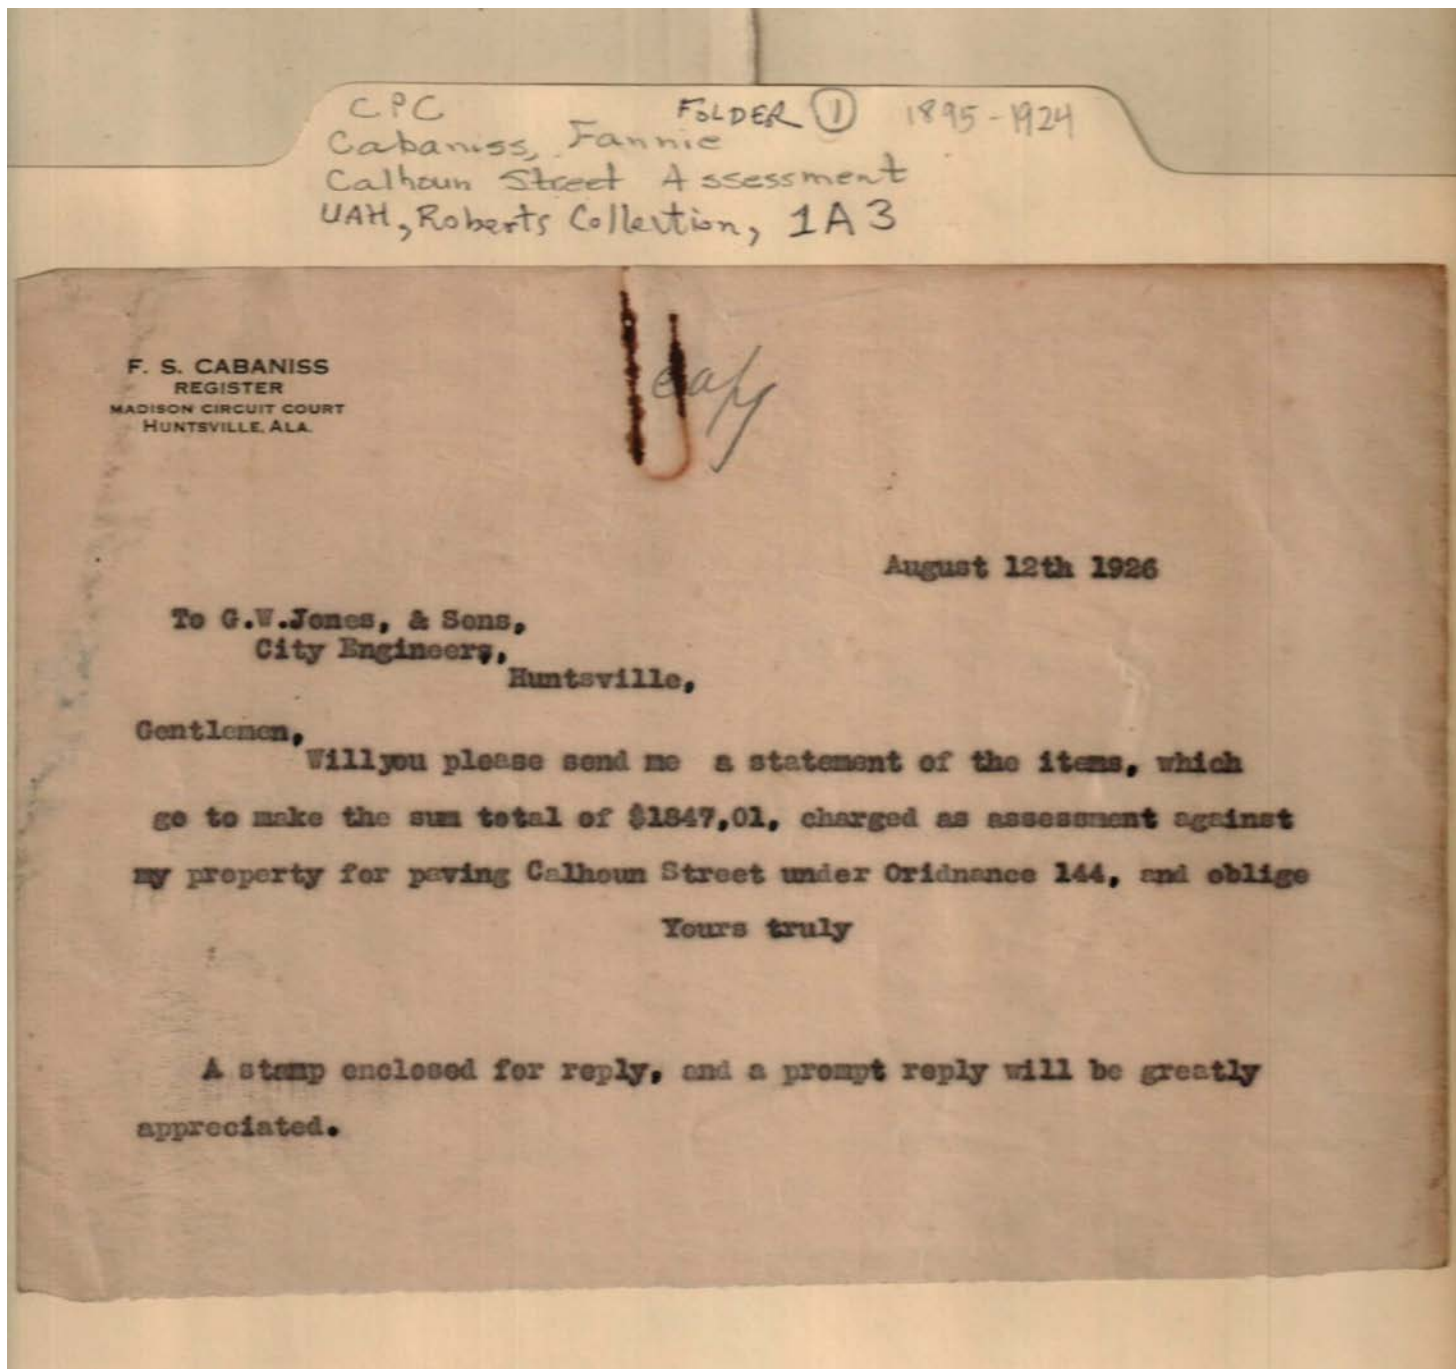 CPC FOLDER 1 1895-1924
Cabaniss, Fannie
Calhoun Street Assessment
UAH, Roberts Collection, 1A3
F. S. CABANISS
REGISTER
MADISON CIRCUIT COURT
HUNTSVILLE, ALA.
copy
August 12th 1926
To G.W.Jones, & Sons,
City Engineers,
Huntsville,
Gentlemen,
Willyou please send me a statement of the items, which
go to make the sum total of $1847,01, charged as assessment against
my property for paving Calhoun Street under Oridnance 144, and oblige
Yours truly
A stamp enclosed for reply, and a prompt reply will be greatly
appreciated.